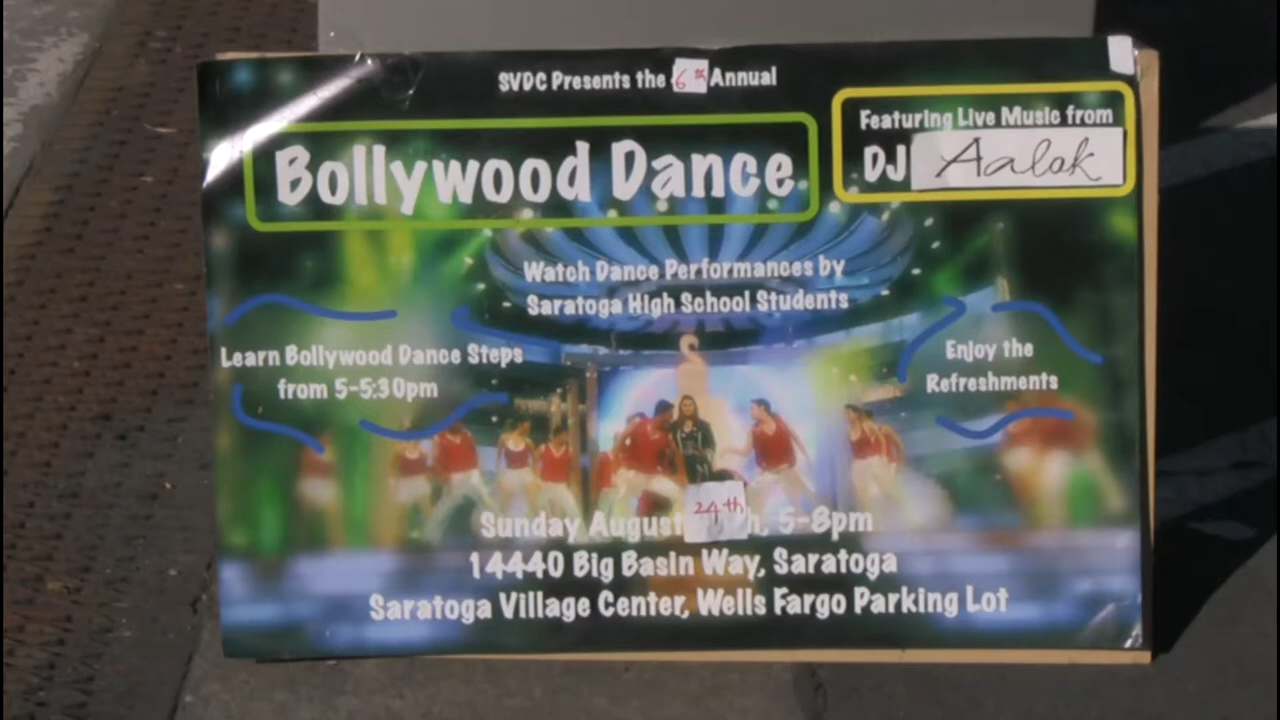 SVDC Presents the 6th Annual
Bollywood Dance
Featuring Live Music from
DJ Aalok
Watch Dance Performances by
Saratoga High School Students
Learn Bollywood Dance Steps
from 5-5:30pm
Enjoy the
Refreshments
Sunday August 24th, 5-8pm
14440 Big Basin Way, Saratoga
Saratoga Village Center, Wells Fargo Parking Lot